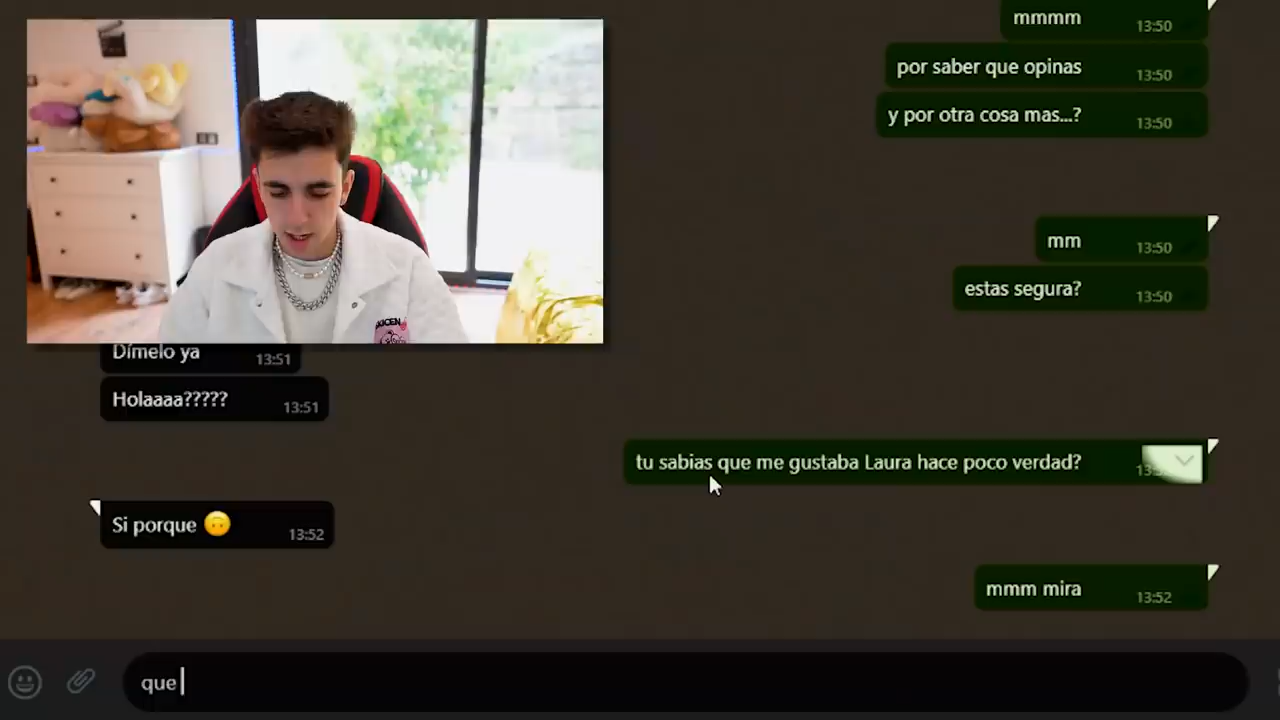 mmmm
13:50
por saber que opinas
13:50
y por otra cosa mas...?
13:50
mm
13:50
estas segura?
13:50
Dímelo ya
13:51
Holaaaa?????
13:51
tu sabias que me gustaba Laura hace poco verdad?
Si porque 🙃
13:52
mmm mira
13:52
que